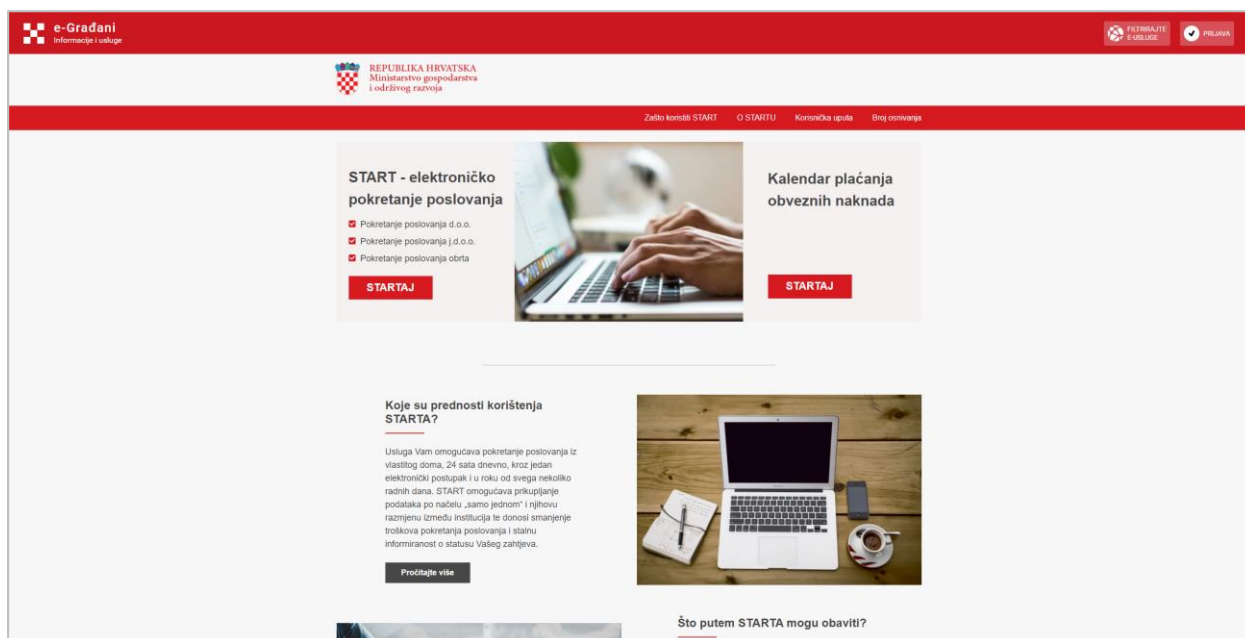 e-Građani
Informacije i usluge
FILTRIRAJTE
E-USLUGE
PRIJAVA
REPUBLIKA HRVATSKA
Ministarstvo gospodarstva
i održivog razvoja
Zašto koristiti START
O STARTU
Korisnička uputa
Broj osnivanja
START - elektroničko
pokretanje poslovanja
Pokretanje poslovanja d.o.o.
Pokretanje poslovanja j.d.o.o.
Pokretanje poslovanja obrta
STARTAJ
Kalendar plaćanja
obveznih naknada
STARTAJ
Koje su prednosti korištenja
STARTA?
Usluga Vam omogućava pokretanje poslovanja iz
vlastitog doma, 24 sata dnevno, kroz jedan
elektronički postupak i u roku od svega nekoliko
radnih dana. START omogućava prikupljanje
podataka po načelu „samo jednom“ i njihovu
razmjenu između institucija te donosi smanjenje
troškova pokretanja poslovanja i stalnu
informiranost o statusu Vašeg zahtjeva.
Pročitajte više
Što putem STARTA mogu obaviti?